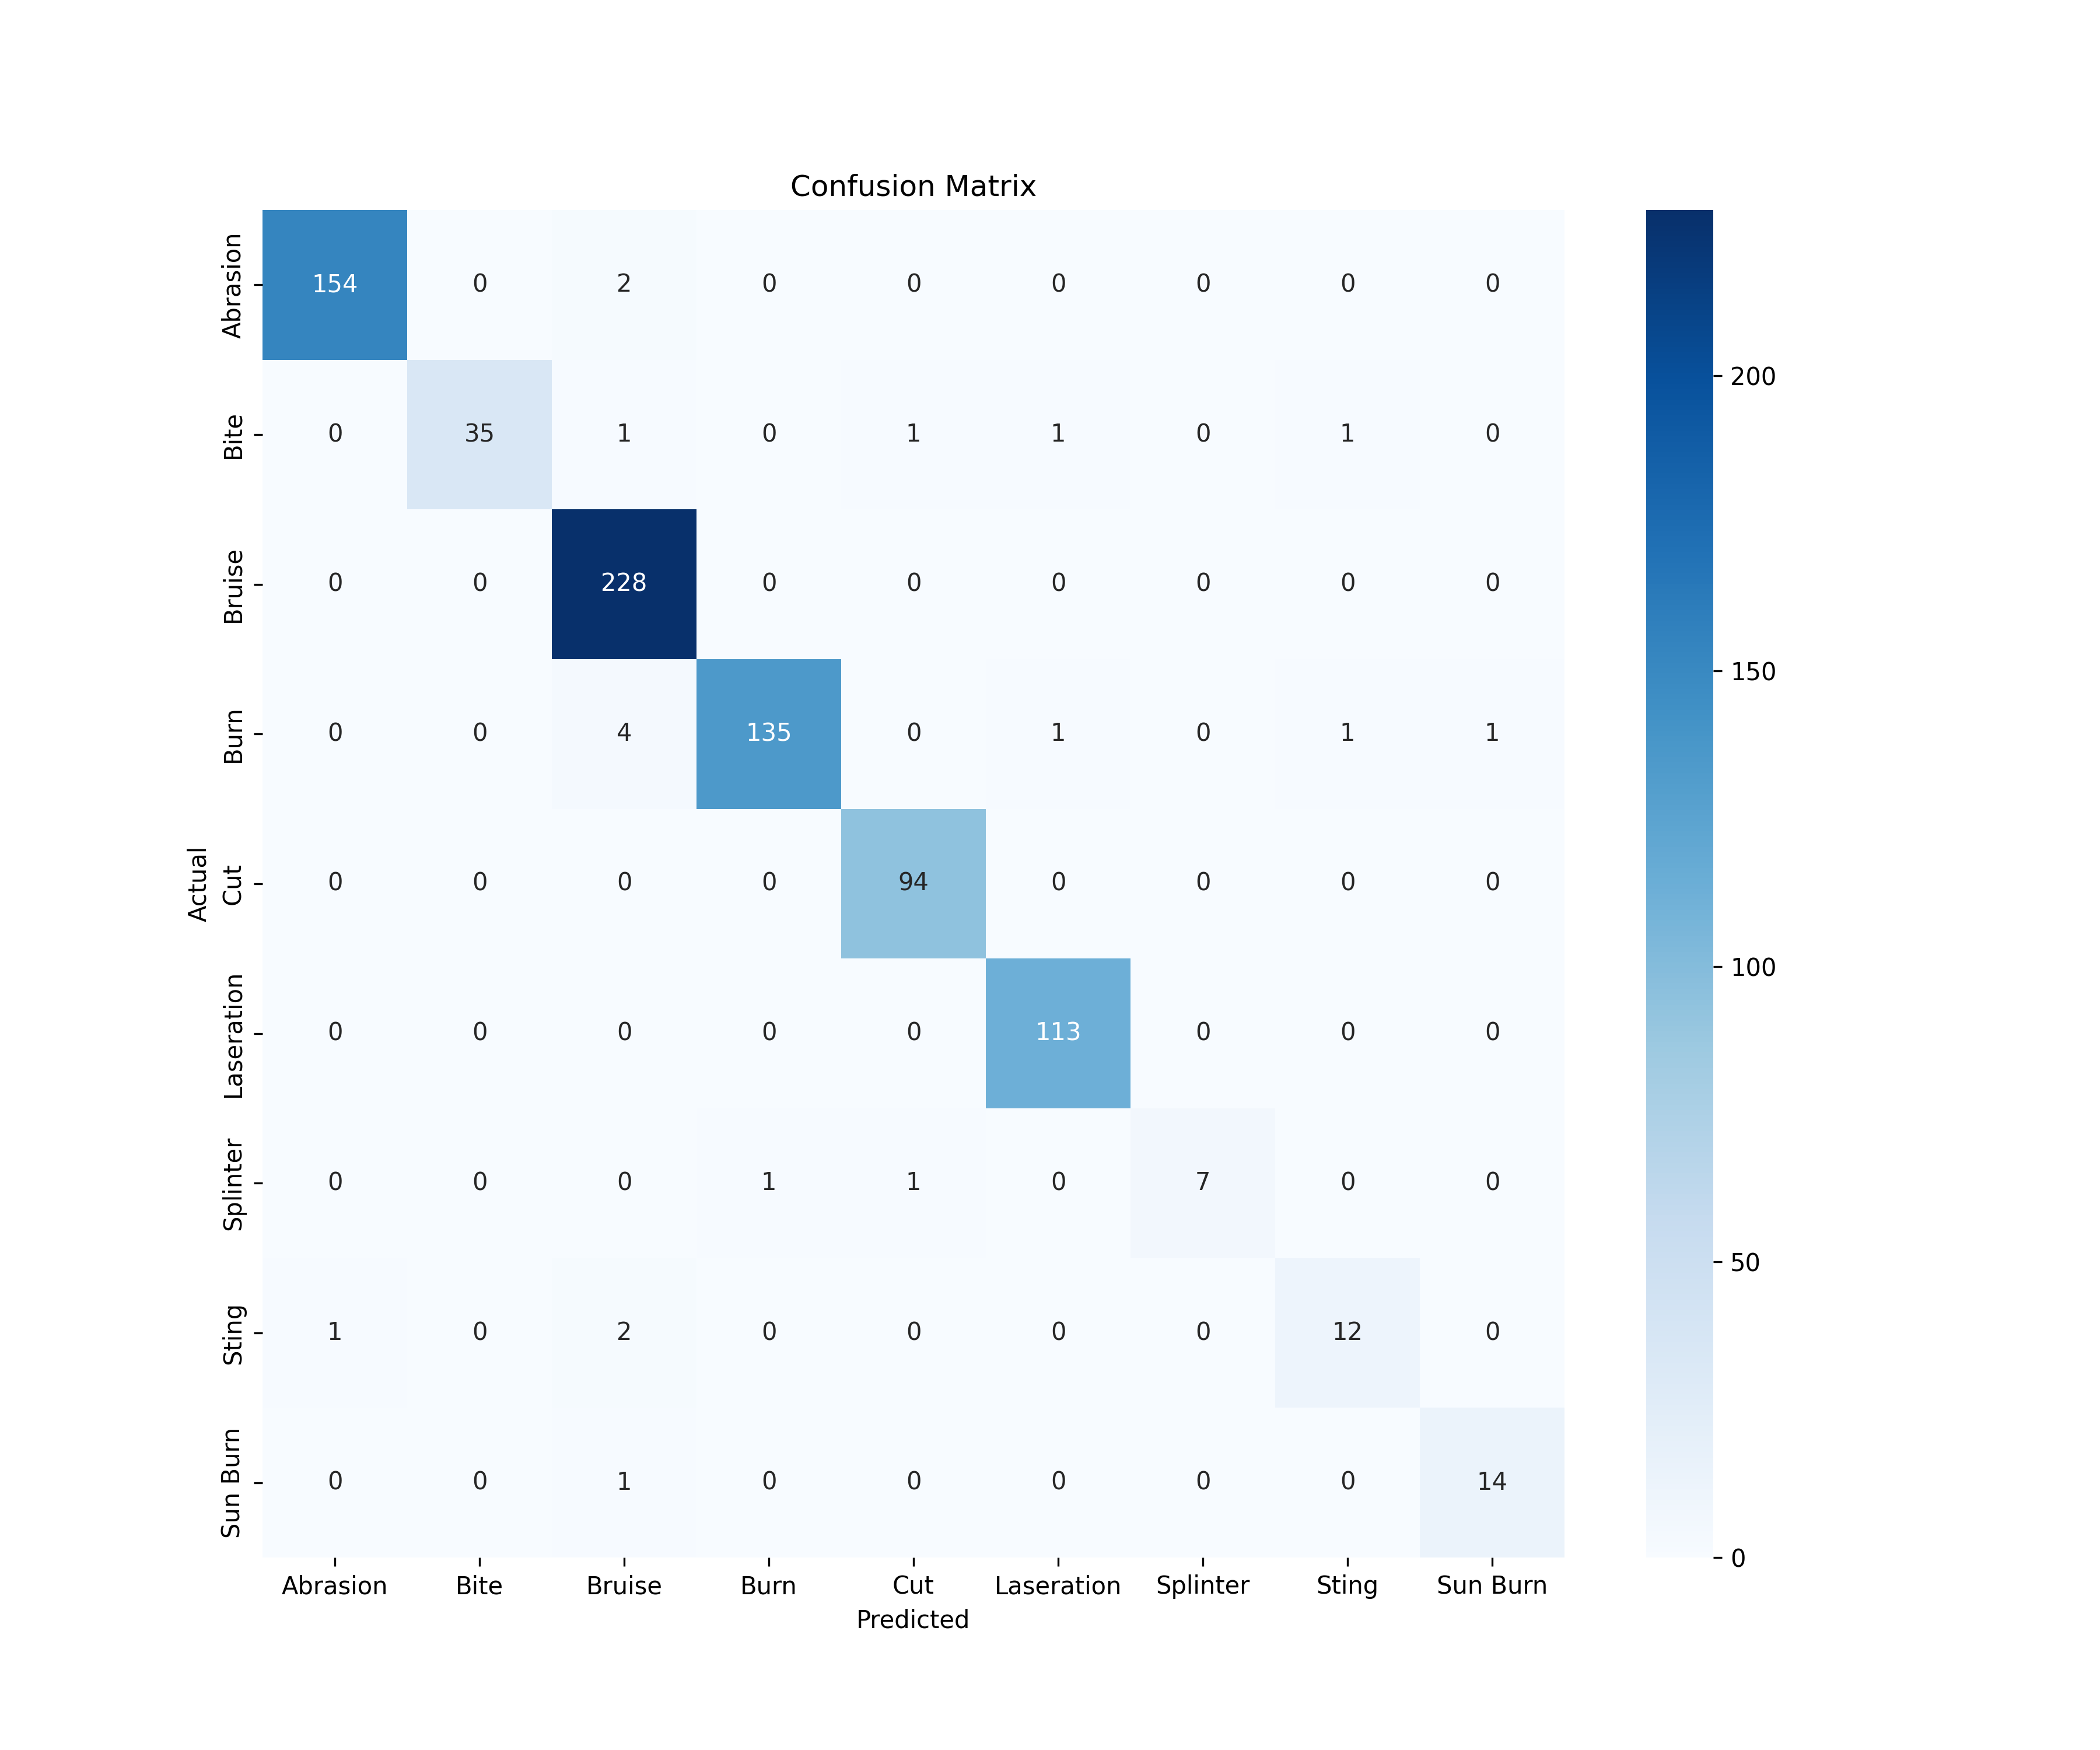 Confusion Matrix
Abrasion 154 0 2 0 0 0 0 0 0
Bite 0 35 1 0 1 1 0 1 0
Bruise 0 0 228 0 0 0 0 0 0
Burn 0 0 4 135 0 1 0 1 1
Cut 0 0 0 0 94 0 0 0 0
Laseration 0 0 0 0 0 113 0 0 0
Splinter 0 0 0 1 1 0 7 0 0
Sting 1 0 2 0 0 0 0 12 0
Sun Burn 0 0 1 0 0 0 0 0 14
Actual
Abrasion Bite Bruise Burn Cut Laseration Splinter Sting Sun Burn
Predicted
200
150
100
50
0